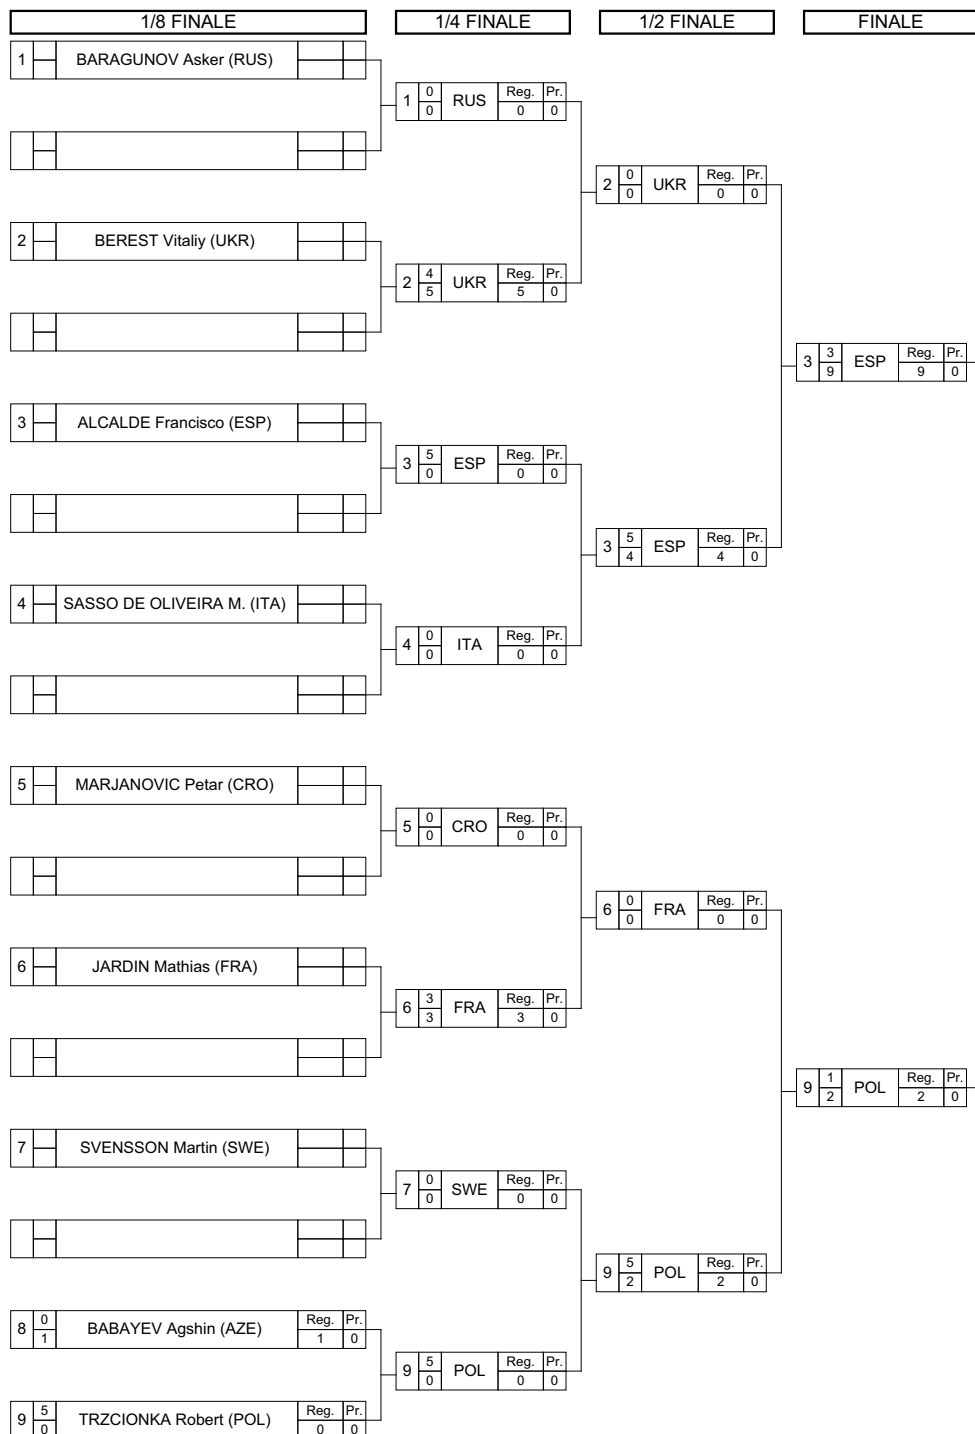 1/8 FINALE 1/4 FINALE 1/2 FINALE FINALE
1 BARAGUNOV Asker (RUS)
1 0 0 RUS Reg. Pr. 0 0
2 0 0 UKR Reg. Pr. 0 0
2 BEREST Vitaliy (UKR)
2 4 5 UKR Reg. Pr. 5 0
3 3 9 ESP Reg. Pr. 9 0
3 ALCALDE Francisco (ESP)
3 5 0 ESP Reg. Pr. 0 0
3 5 4 ESP Reg. Pr. 4 0
4 SASSO DE OLIVEIRA M. (ITA)
4 0 0 ITA Reg. Pr. 0 0
5 MARJANOVIC Petar (CRO)
5 0 0 CRO Reg. Pr. 0 0
6 0 0 FRA Reg. Pr. 0 0
6 JARDIN Mathias (FRA)
6 3 3 FRA Reg. Pr. 3 0
9 1 2 POL Reg. Pr. 2 0
7 SVENSSON Martin (SWE)
7 0 0 SWE Reg. Pr. 0 0
9 5 2 POL Reg. Pr. 2 0
8 0 1 BABAYEV Agshin (AZE) Reg. Pr. 1 0
9 5 0 POL Reg. Pr. 0 0
9 5 0 TRZCIONKA Robert (POL) Reg. Pr. 0 0